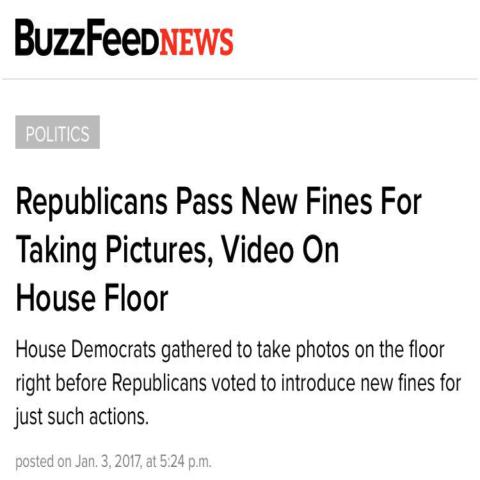 BuzzFeedNEWS
POLITICS
Republicans Pass New Fines For
Taking Pictures, Video On
House Floor
House Democrats gathered to take photos on the floor
right before Republicans voted to introduce new fines for
just such actions.
posted on Jan. 3, 2017, at 5:24 p.m.